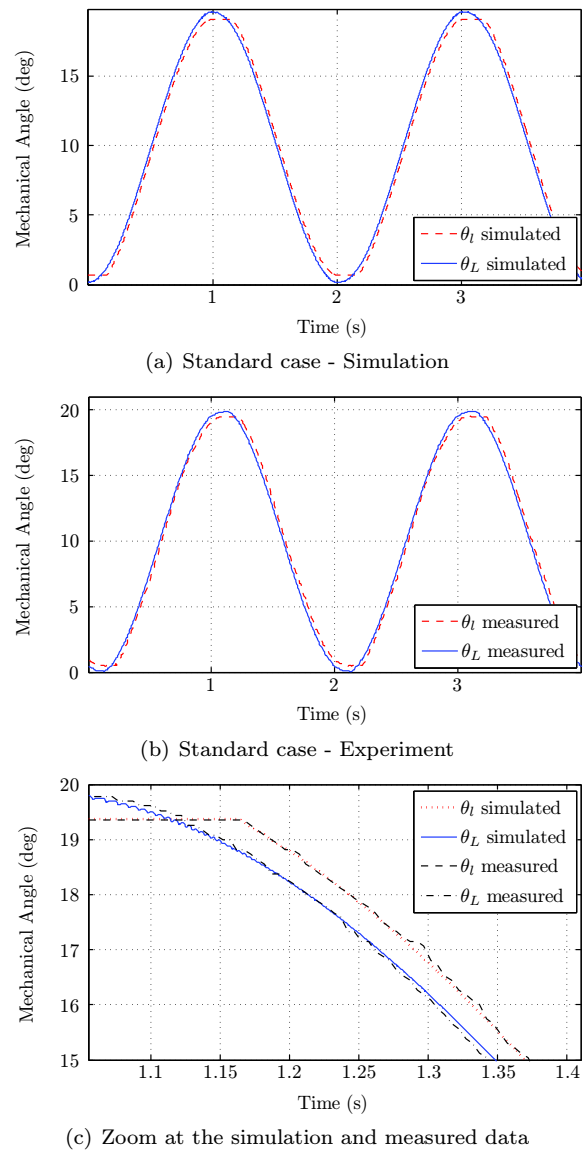 Mechanical Angle (deg)
15
10
5
0
1
2
3
Time (s)
θl simulated
θL simulated
(a) Standard case - Simulation
Mechanical Angle (deg)
20
15
10
5
0
1
2
3
Time (s)
θl measured
θL measured
(b) Standard case - Experiment
Mechanical Angle (deg)
20
19
18
17
16
15
1.1
1.15
1.2
1.25
1.3
1.35
1.4
Time (s)
θl simulated
θL simulated
θl measured
θL measured
(c) Zoom at the simulation and measured data